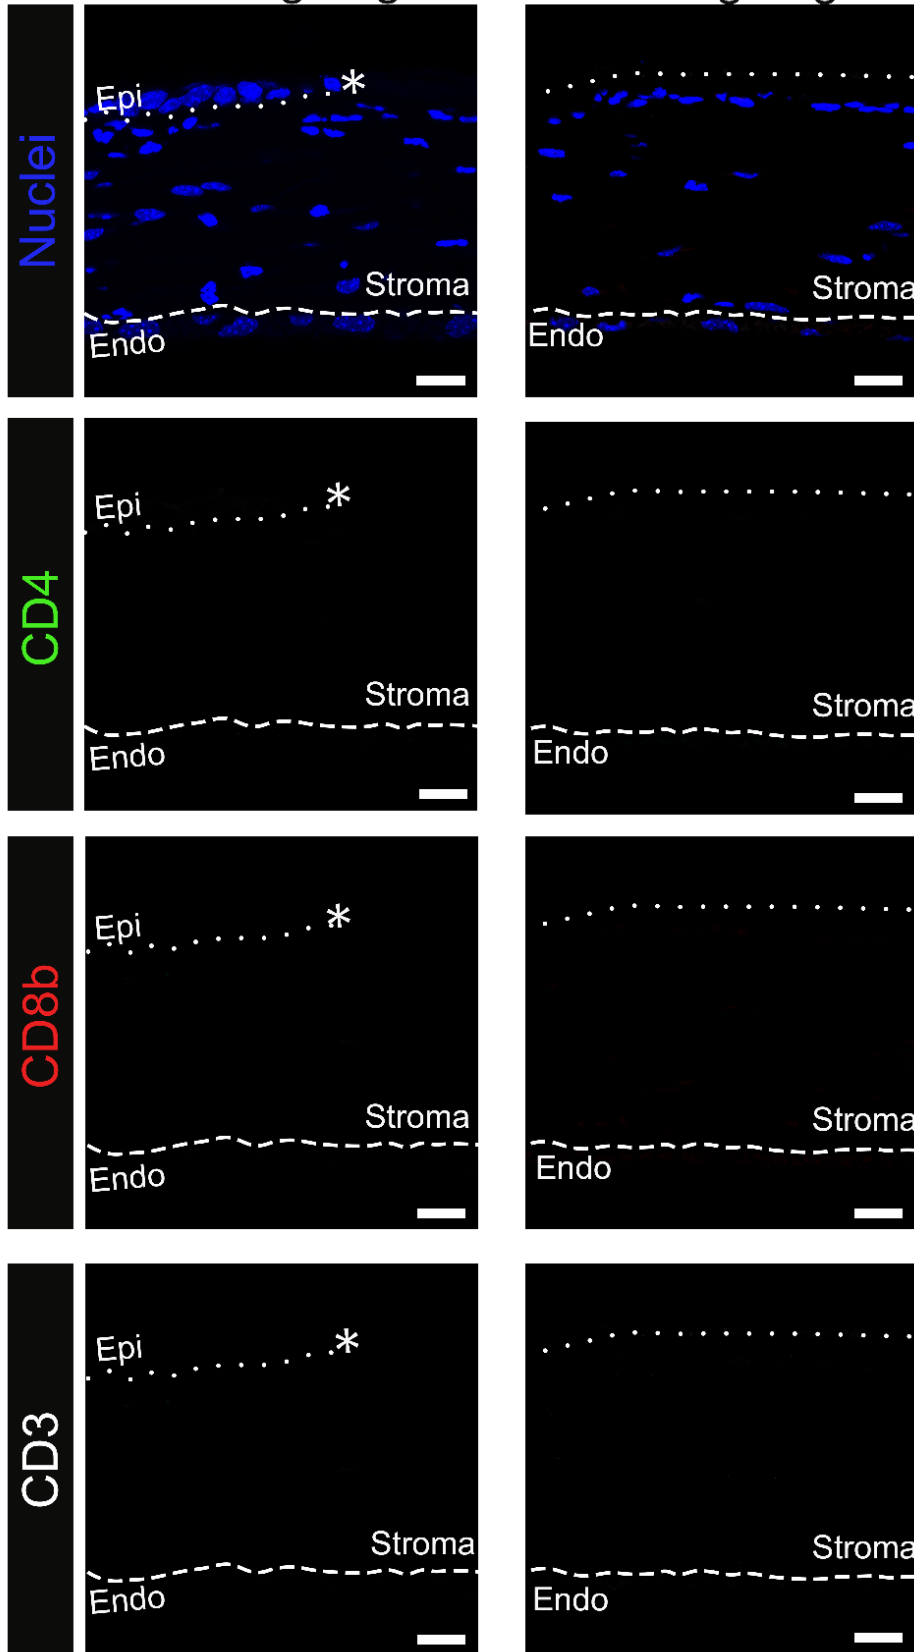 Nuclei
Epi
*
Stroma
Endo
Stroma
Endo
CD4
Epi
*
Stroma
Endo
Stroma
Endo
CD8b
Epi
*
Stroma
Endo
Stroma
Endo
CD3
Epi
*
Stroma
Endo
Stroma
Endo